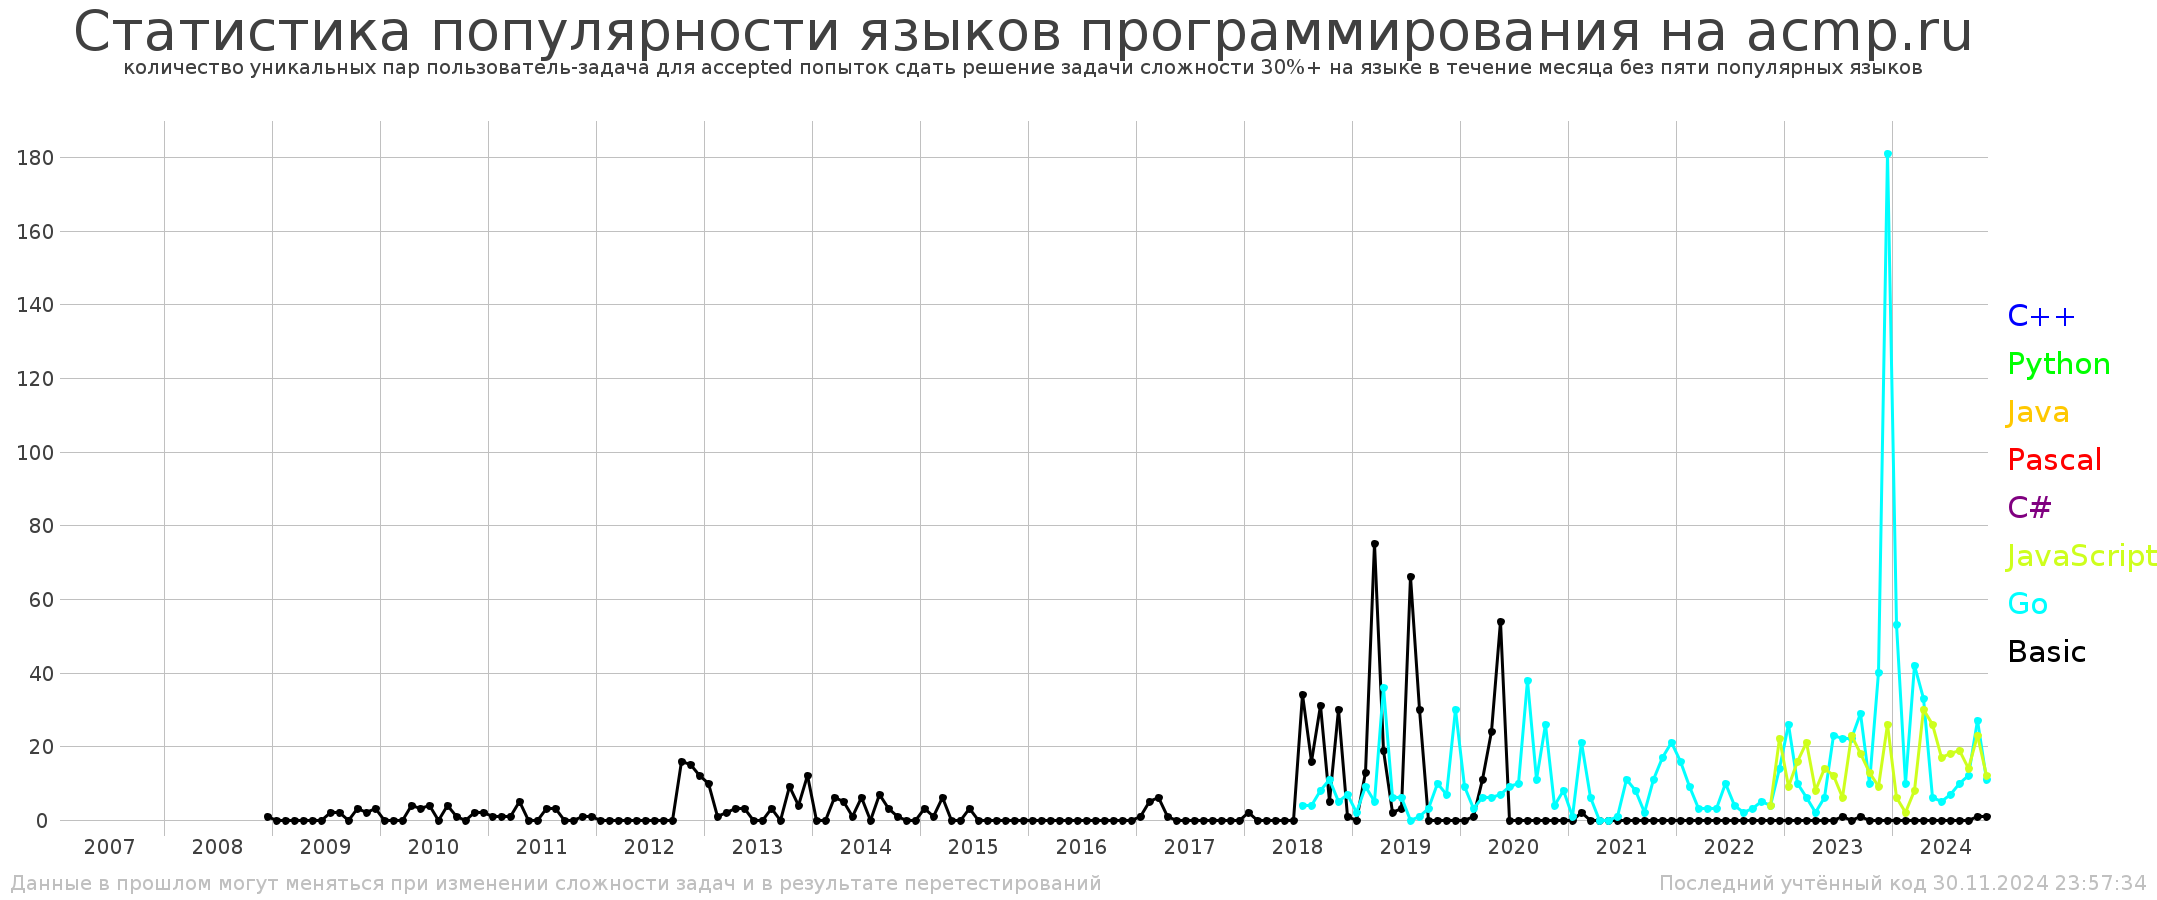 Статистика популярности языков программирования на acmp.ru
количество уникальных пар пользователь-задача для accepted попыток сдать решение задачи сложности 30%+ на языке в течение месяца без пяти популярных языков
180
160
140
120
100
80
60
40
20
0
C++
Python
Java
Pascal
C#
JavaScript
Go
Basic
2007 2008 2009 2010 2011 2012 2013 2014 2015 2016 2017 2018 2019 2020 2021 2022 2023 2024
Данные в прошлом могут меняться при изменении сложности задач и в результате перетестирований
Последний учтённый код 30.11.2024 23:57:34